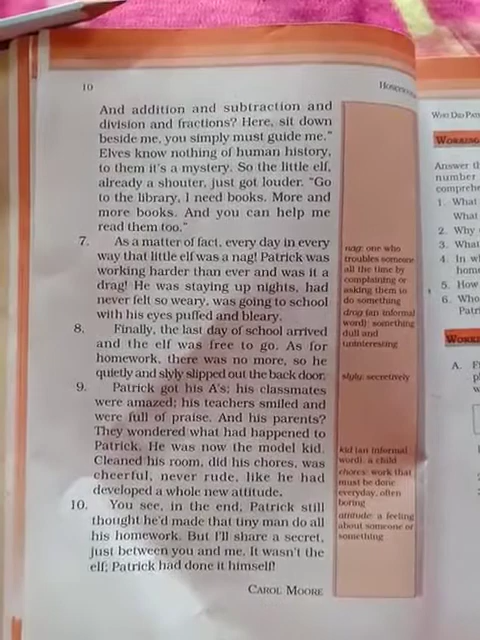 10
And addition and subtraction and
division and fractions? Here, sit down
beside me, you simply must guide me."
Elves know nothing of human history,
to them it's a mystery. So the little elf,
already a shouter, just got louder. "Go
to the library, I need books. More and
more books. And you can help me
read them too."
7. As a matter of fact, every day in every
way that little elf was a nag! Patrick was
working harder than ever and was it a
drag! He was staying up nights, had
never felt so weary, was going to school
with his eyes puffed and bleary.
8. Finally, the last day of school arrived
and the elf was free to go. As for
homework, there was no more, so he
quietly and slyly slipped out the back door.
9. Patrick got his A's; his classmates
were amazed; his teachers smiled and
were full of praise. And his parents?
They wondered what had happened to
Patrick. He was now the model kid.
Cleaned his room, did his chores, was
cheerful, never rude, like he had
developed a whole new attitude.
10. You see, in the end, Patrick still
thought he'd made that tiny man do all
his homework. But I'll share a secret,
just between you and me. It wasn't the
elf; Patrick had done it himself!
CAROL MOORE
nag: one who
troubles someone
all the time by
complaining or
asking them to
do something
drag (an informal
word): something
dull and
uninteresting
slyly: secretively
kid (an informal
word): a child
chores: work that
must be done
everyday, often
boring
attitude: a feeling
about someone or
something
WHY DID
Answer
number
1. What
What
2. Why
3. What
4. In
5. How
6. Who
A.